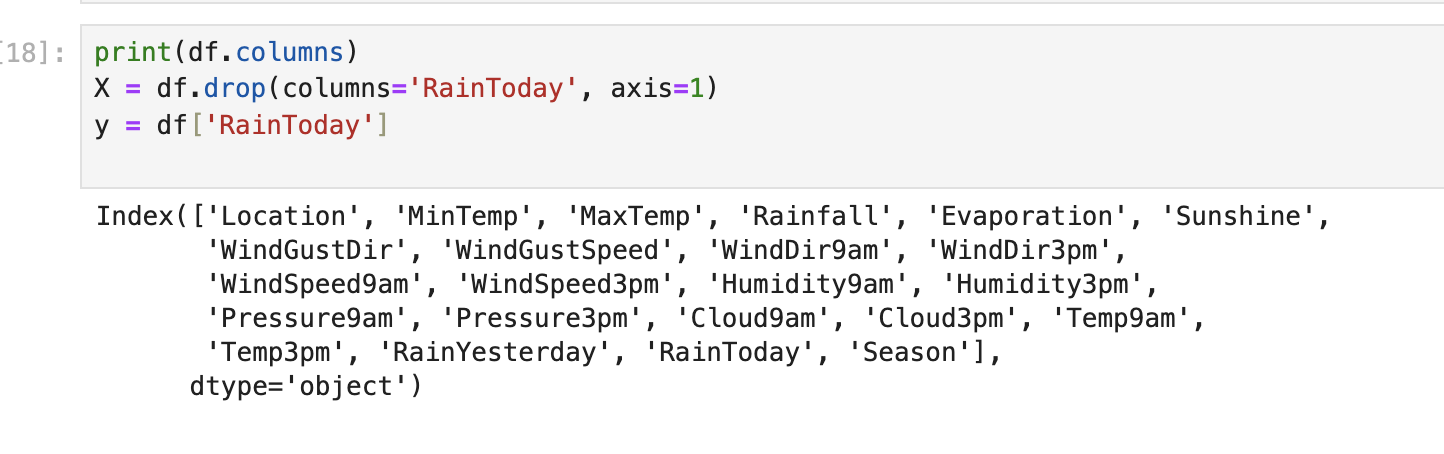 [18]:
print(df.columns)
X = df.drop(columns='RainToday', axis=1)
y = df['RainToday']
Index(['Location', 'MinTemp', 'MaxTemp', 'Rainfall', 'Evaporation', 'Sunshine',
'WindGustDir', 'WindGustSpeed', 'WindDir9am', 'WindDir3pm',
'WindSpeed9am', 'WindSpeed3pm', 'Humidity9am', 'Humidity3pm',
'Pressure9am', 'Pressure3pm', 'Cloud9am', 'Cloud3pm', 'Temp9am',
'Temp3pm', 'RainYesterday', 'RainToday', 'Season'],
dtype='object')